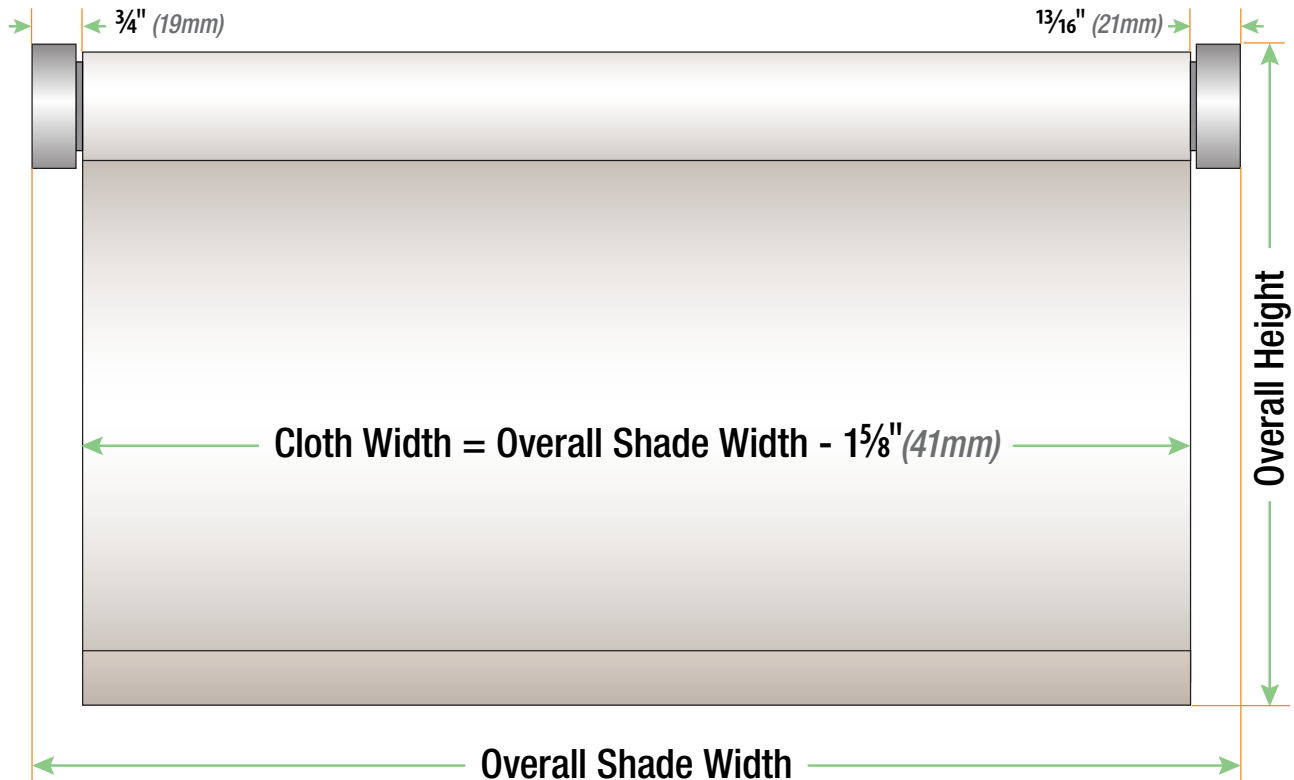 ¾" (19mm)
13⁄16" (21mm)
Overall Height
Cloth Width = Overall Shade Width - 1⅝" (41mm)
Overall Shade Width